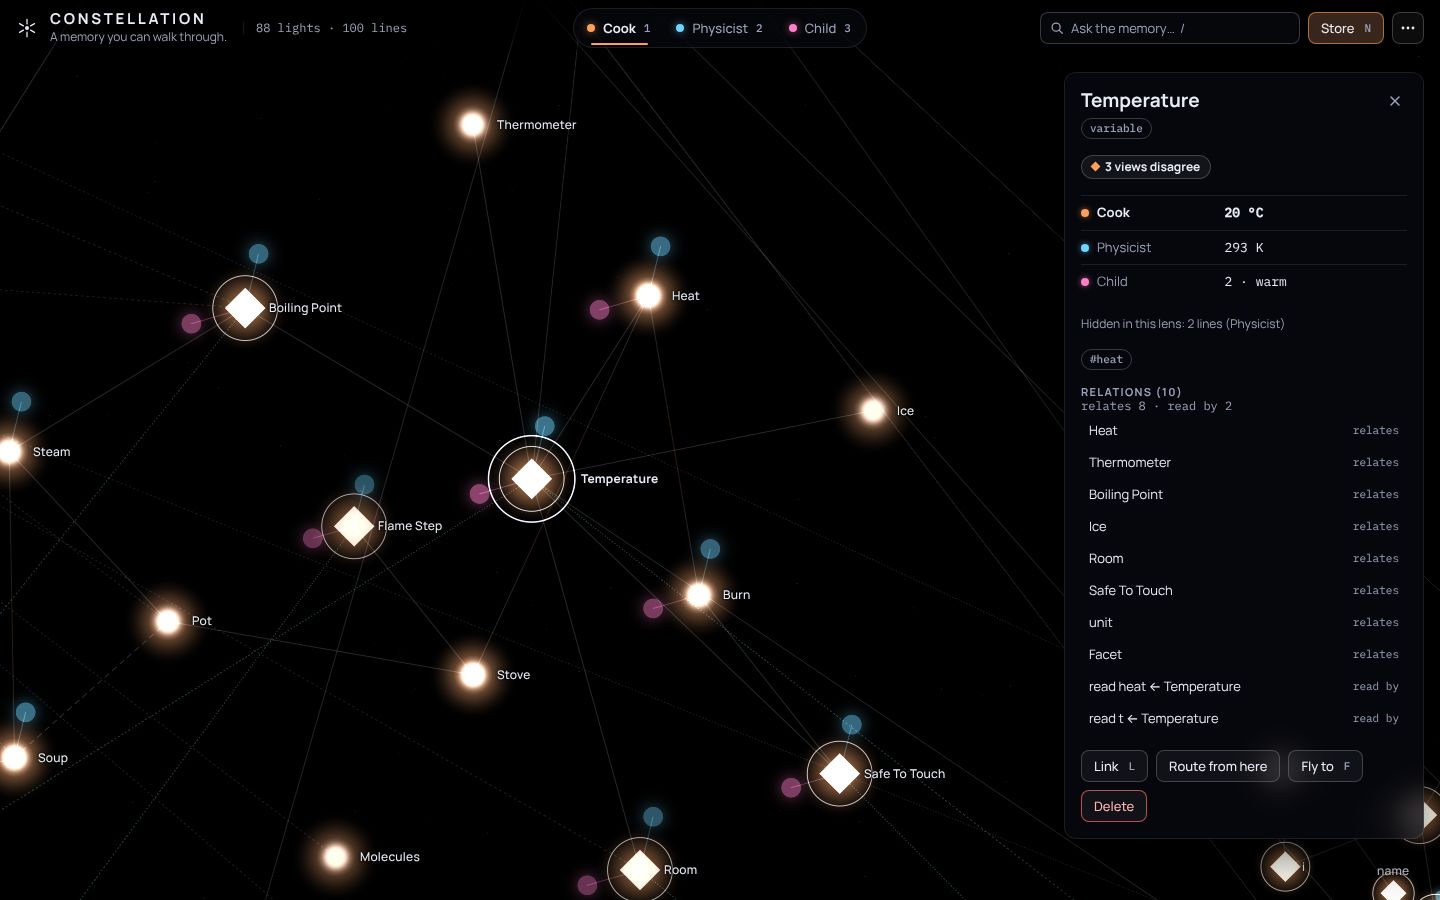 CONSTELLATION
A memory you can walk through.
88 lights · 100 lines
Cook 1
Physicist 2
Child 3
Ask the memory… /
Store N
Thermometer
Boiling Point
Heat
Ice
Steam
Temperature
Flame Step
Burn
Pot
Stove
Soup
Safe To Touch
Molecules
Room
i
name
Temperature
variable
3 views disagree
Cook 20 °C
Physicist 293 K
Child 2 · warm
Hidden in this lens: 2 lines (Physicist)
#heat
RELATIONS (10)
relates 8 · read by 2
Heat relates
Thermometer relates
Boiling Point relates
Ice relates
Room relates
Safe To Touch relates
unit relates
Facet relates
read heat ← Temperature read by
read t ← Temperature read by
Link L
Route from here
Fly to F
Delete